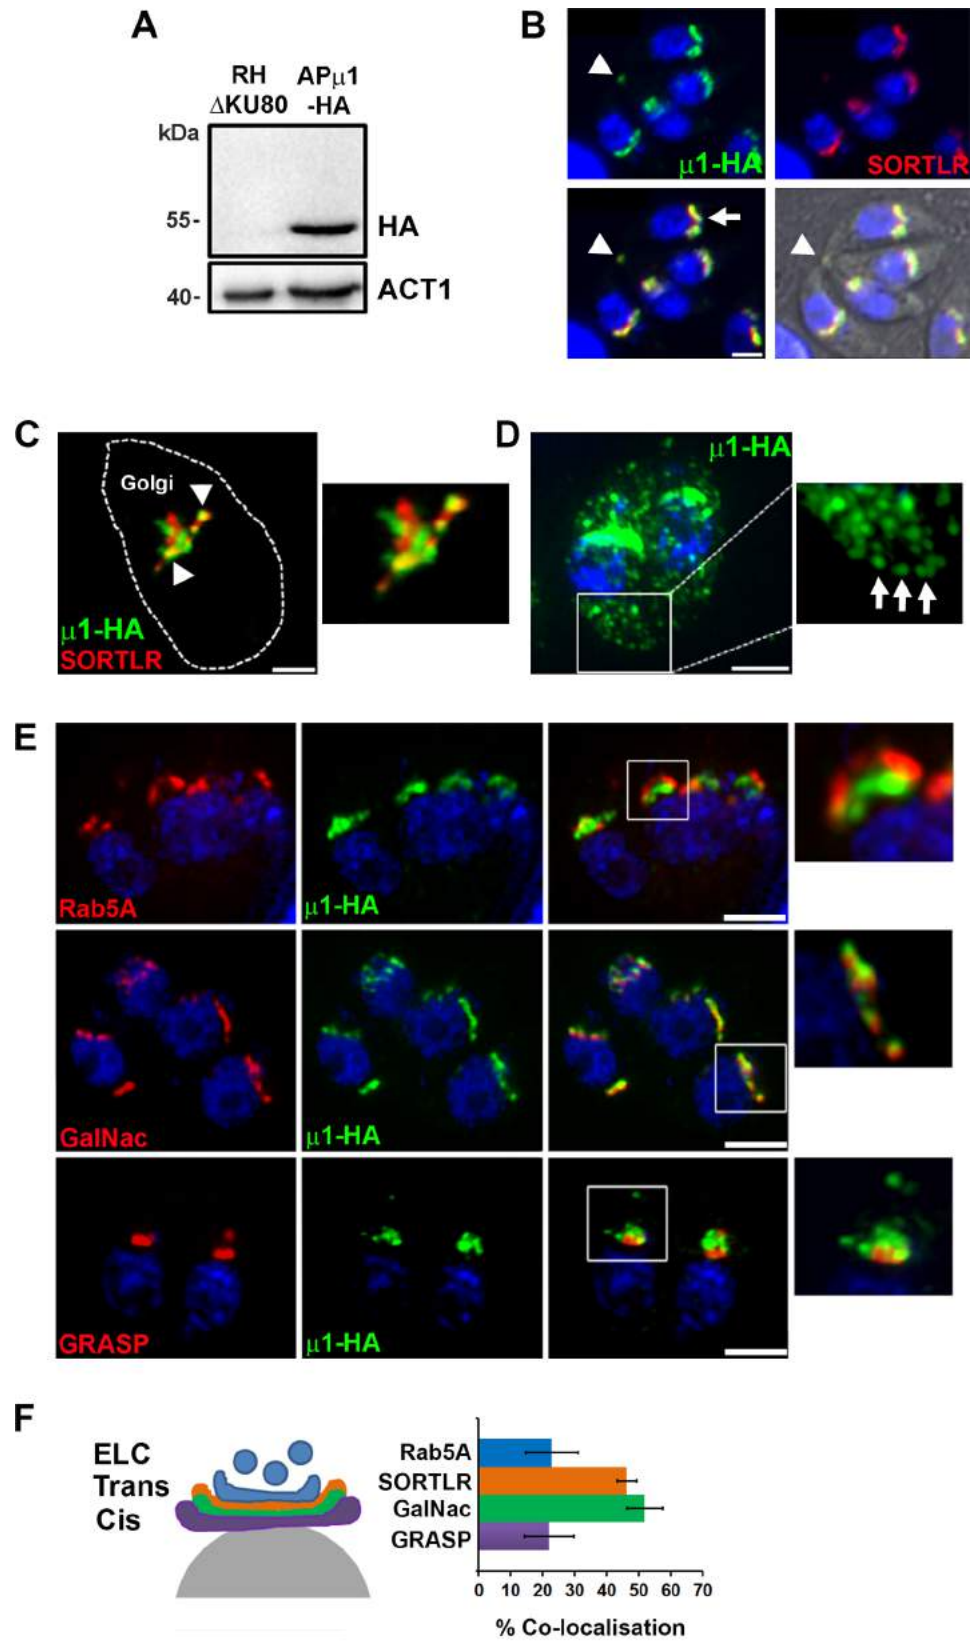 A
RH
ΔKU80
APμ1
-HA
kDa
55-
HA
40-
ACT1
B
μ1-HA
SORTLR
C
Golgi
μ1-HA
SORTLR
D
μ1-HA
E
Rab5A
μ1-HA
GalNac
μ1-HA
GRASP
μ1-HA
F
ELC
Trans
Cis
Rab5A
SORTLR
GalNac
GRASP
0 10 20 30 40 50 60 70
% Co-localisation